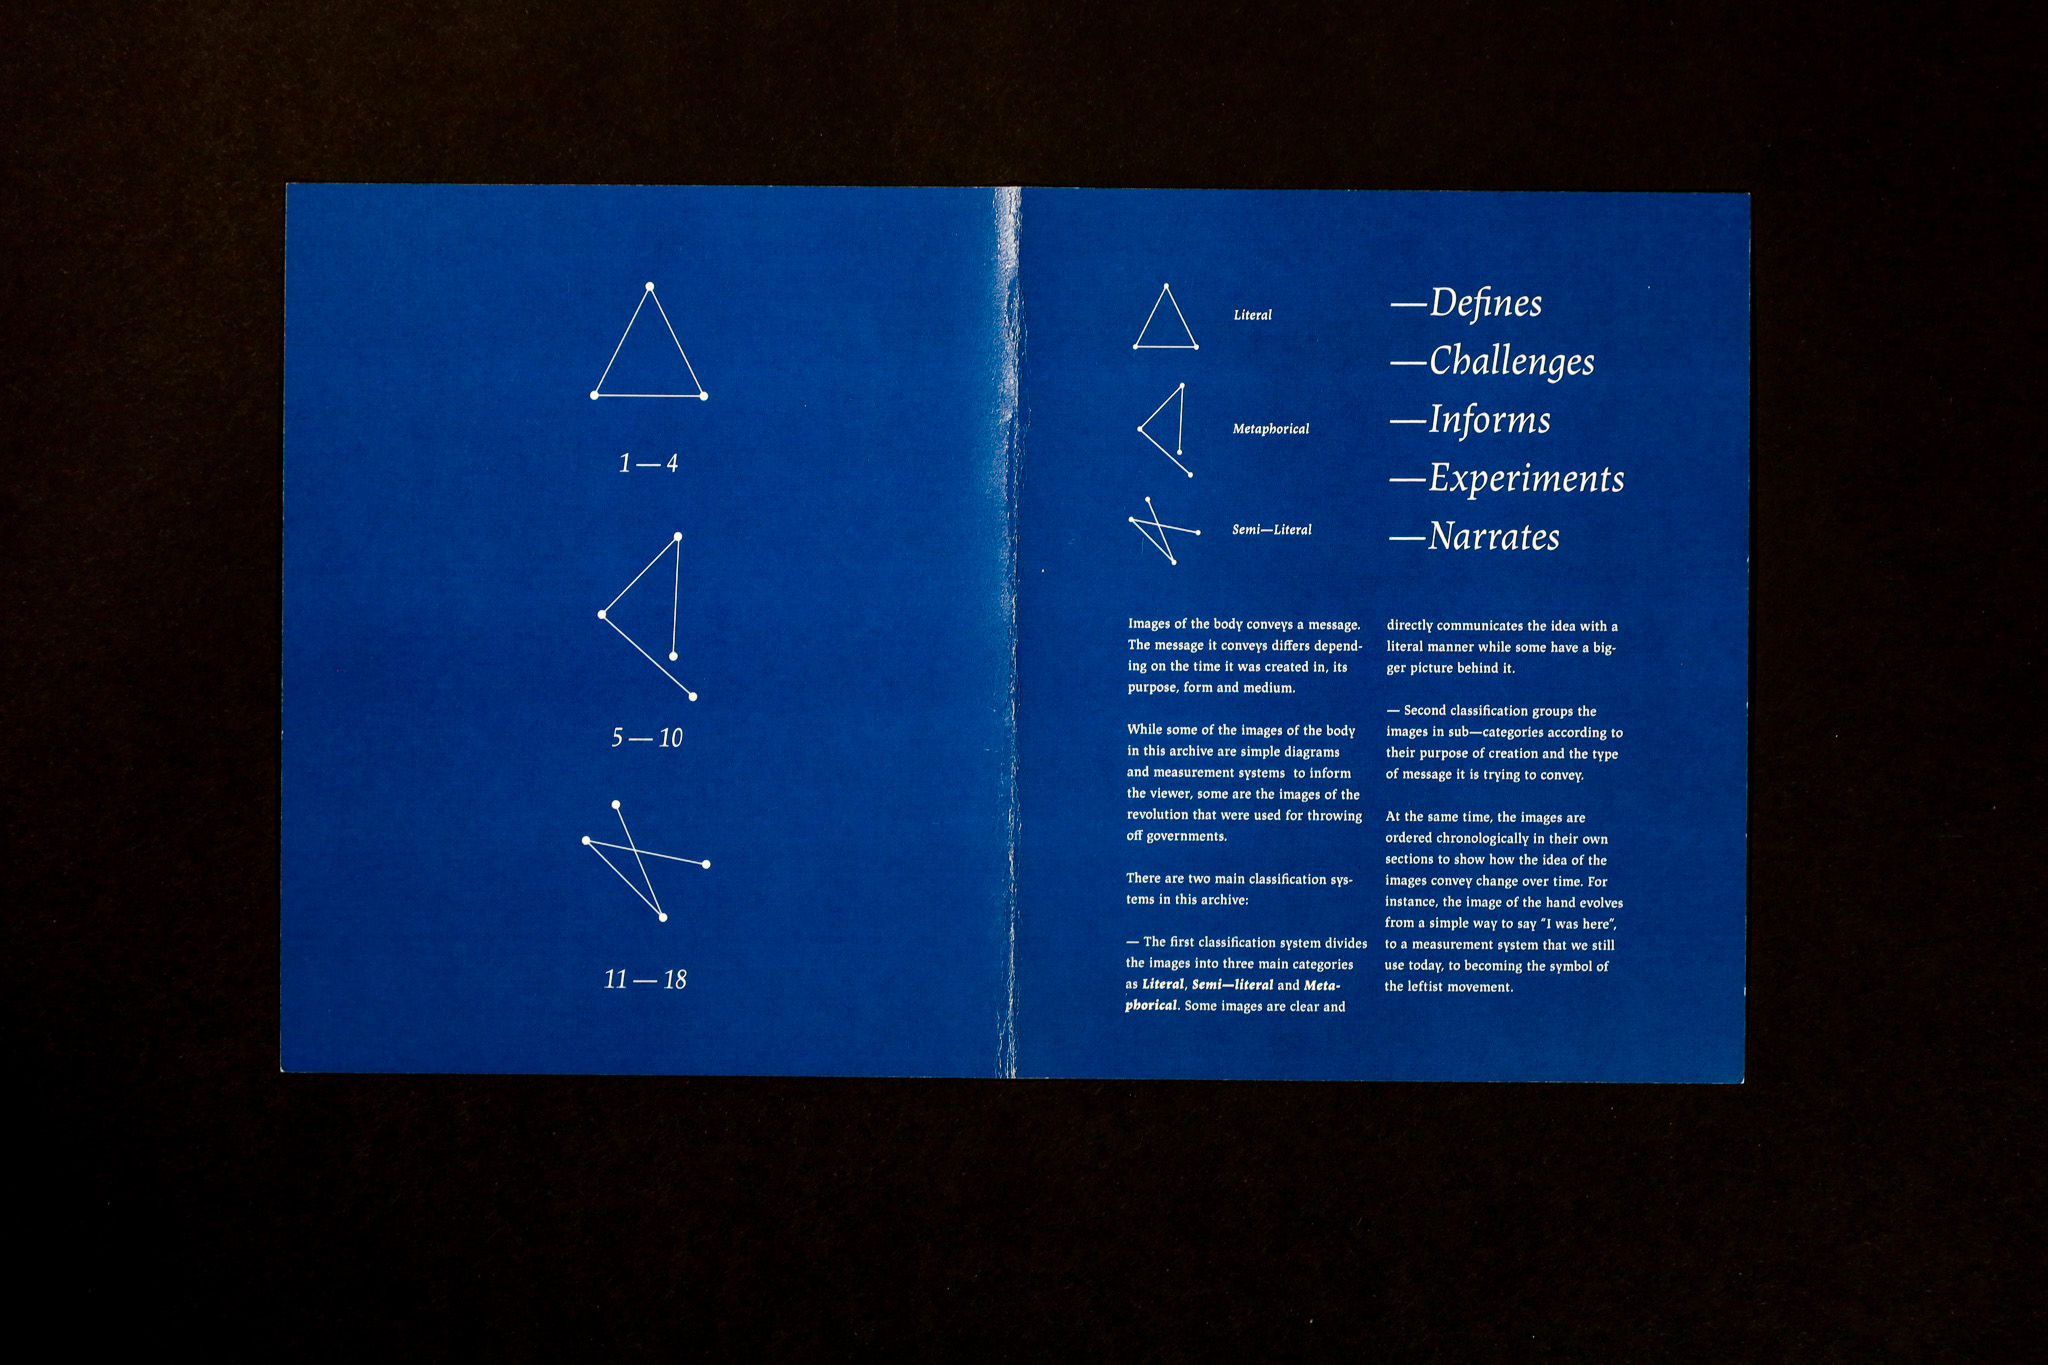 1 — 4
5 — 10
11 — 18
Literal
Metaphorical
Semi—Literal
—Defines
—Challenges
—Informs
—Experiments
—Narrates
Images of the body conveys a message.
The message it conveys differs depend-
ing on the time it was created in, its
purpose, form and medium.
While some of the images of the body
in this archive are simple diagrams
and measurement systems to inform
the viewer, some are the images of the
revolution that were used for throwing
off governments.
There are two main classification sys-
tems in this archive:
— The first classification system divides
the images into three main categories
as Literal, Semi—literal and Meta-
phorical. Some images are clear and
directly communicates the idea with a
literal manner while some have a big-
ger picture behind it.
— Second classification groups the
images in sub—categories according to
their purpose of creation and the type
of message it is trying to convey.
At the same time, the images are
ordered chronologically in their own
sections to show how the idea of the
images convey change over time. For
instance, the image of the hand evolves
from a simple way to say "I was here",
to a measurement system that we still
use today, to becoming the symbol of
the leftist movement.